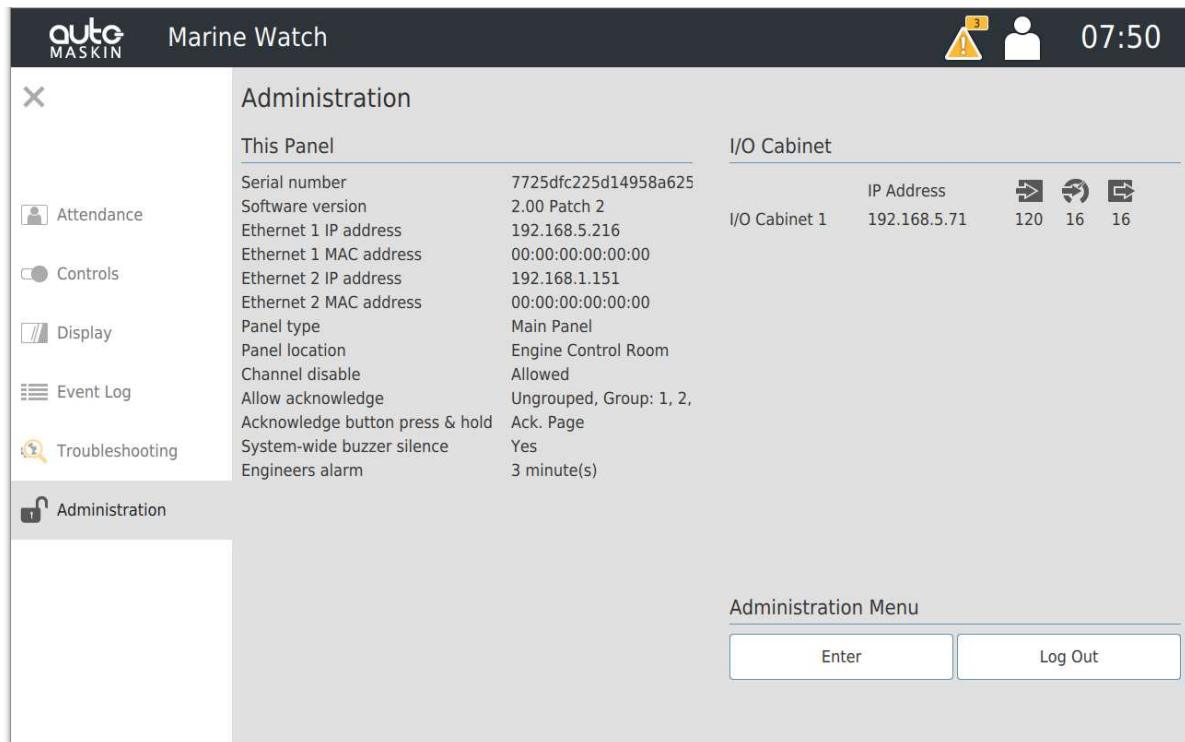 auto
MASKIN
Marine Watch
3
07:50
Attendance
Controls
Display
Event Log
Troubleshooting
Administration
Administration
This Panel
Serial number 7725dfc225d14958a625
Software version 2.00 Patch 2
Ethernet 1 IP address 192.168.5.216
Ethernet 1 MAC address 00:00:00:00:00:00
Ethernet 2 IP address 192.168.1.151
Ethernet 2 MAC address 00:00:00:00:00:00
Panel type Main Panel
Panel location Engine Control Room
Channel disable Allowed
Allow acknowledge Ungrouped, Group: 1, 2,
Acknowledge button press & hold Ack. Page
System-wide buzzer silence Yes
Engineers alarm 3 minute(s)
I/O Cabinet
IP Address
I/O Cabinet 1 192.168.5.71 120 16 16
Administration Menu
Enter
Log Out